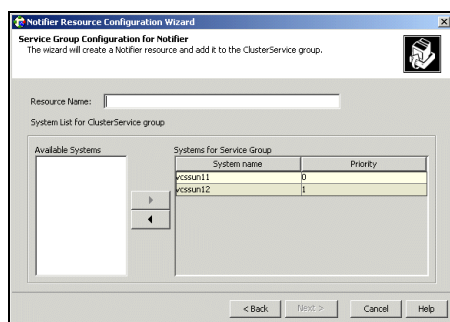 Notifier Resource Configuration Wizard
Service Group Configuration for Notifier
The wizard will create a Notifier resource and add it to the ClusterService group.
Resource Name:
System List for ClusterService group
Available Systems
Systems for Service Group
System name Priority
vcssun11 0
vcssun12 1
< Back Next > Cancel Help